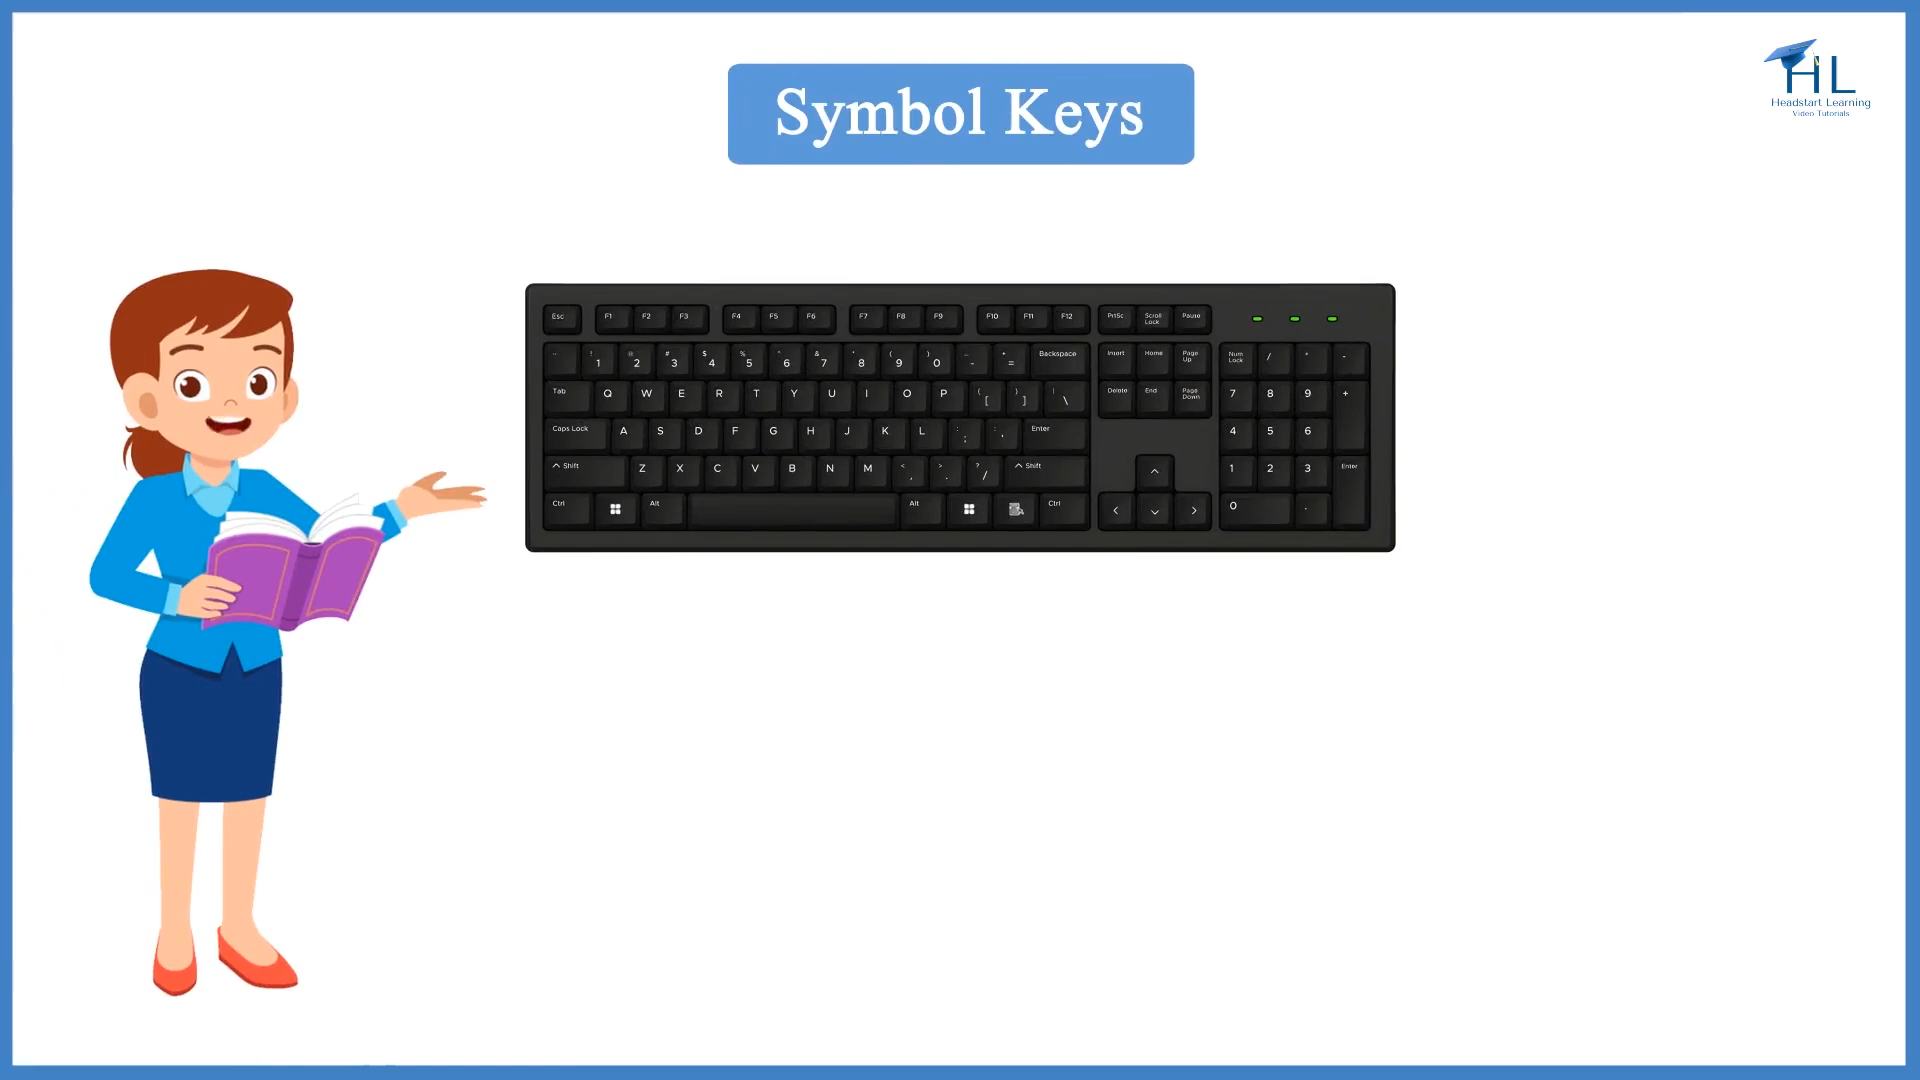 Symbol Keys
HL
Headstart Learning
Video Tutorials
Esc F1 F2 F3 F4 F5 F6 F7 F8 F9 F10 F11 F12 PrtSc Scroll Lock Pause
! # $ % ^ & ( )
1 2 3 4 5 6 7 8 9 0 - = Backspace Insert Home Page Up Num Lock / * -
Tab Q W E R T Y U I O P [ ] \ Delete End Page Down 7 8 9 +
Caps Lock A S D F G H J K L : ; Enter 4 5 6
^ Shift Z X C V B N M < , > . ? / ^ Shift 1 2 3 Enter
Ctrl Alt Alt Ctrl 0 .